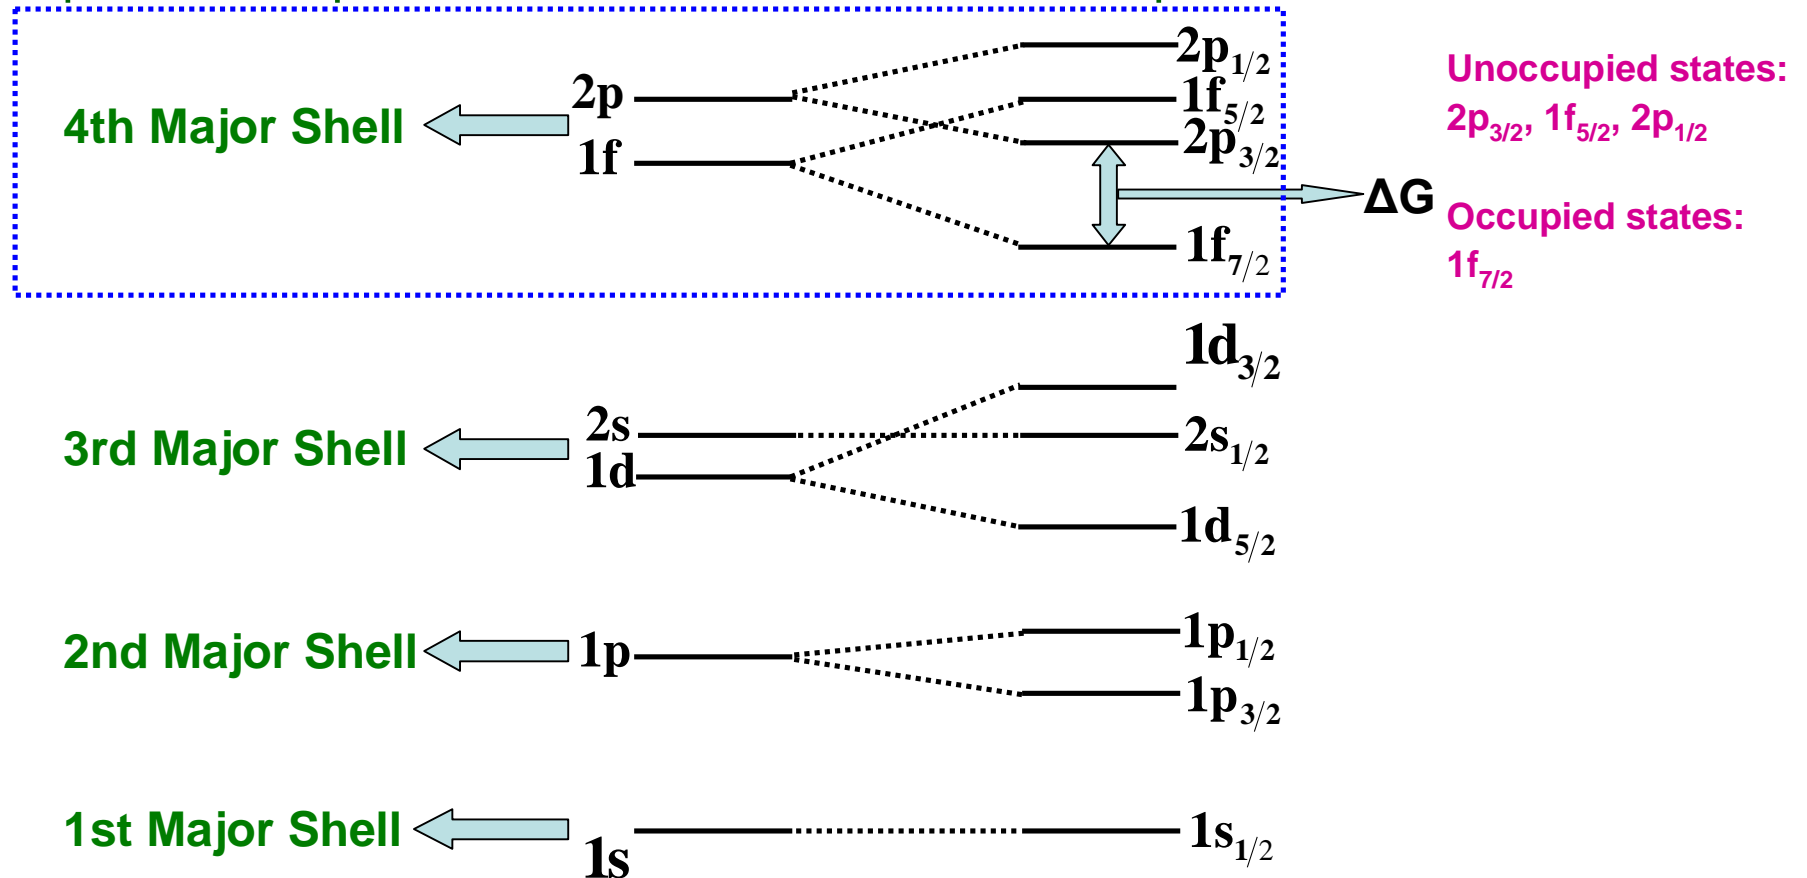 2p₁/₂
2p
1f₅/₂
4th Major Shell
2p₃/₂
1f
1f₇/₂
ΔG
Unoccupied states:
2p₃/₂, 1f₅/₂, 2p₁/₂
Occupied states:
1f₇/₂
1d₃/₂
2s
2s₁/₂
3rd Major Shell
1d
1d₅/₂
1p₁/₂
2nd Major Shell
1p
1p₃/₂
1st Major Shell
1s
1s₁/₂